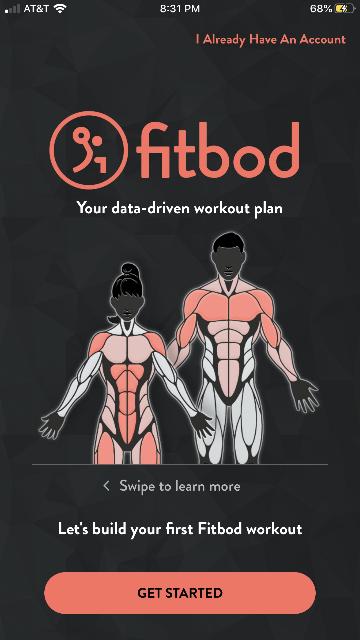 AT&T 8:31 PM 68%
I Already Have An Account
fitbod
Your data-driven workout plan
Swipe to learn more
Let's build your first Fitbod workout
GET STARTED